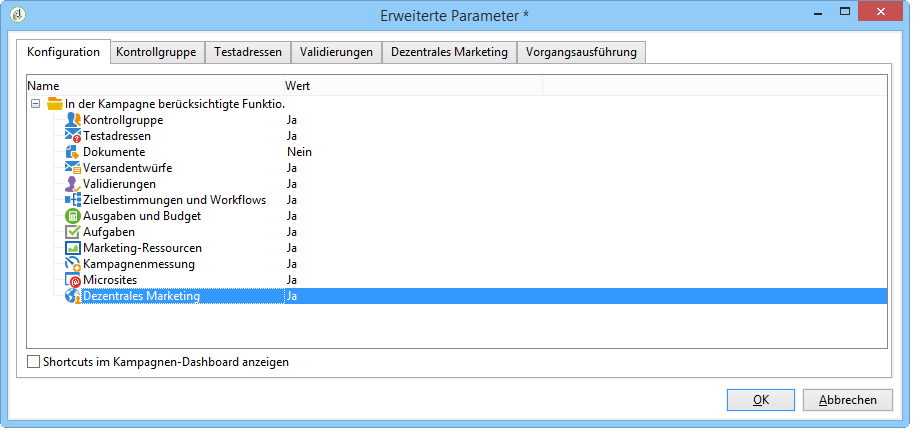 Erweiterte Parameter *
Konfiguration Kontrollgruppe Testadressen Validierungen Dezentrales Marketing Vorgangsausführung
Name Wert
In der Kampagne berücksichtigte Funktio.
Kontrollgruppe Ja
Testadressen Ja
Dokumente Nein
Versandentwürfe Ja
Validierungen Ja
Zielbestimmungen und Workflows Ja
Ausgaben und Budget Ja
Aufgaben Ja
Marketing-Ressourcen Ja
Kampagnenmessung Ja
Microsites Ja
Dezentrales Marketing Ja
Shortcuts im Kampagnen-Dashboard anzeigen
OK Abbrechen